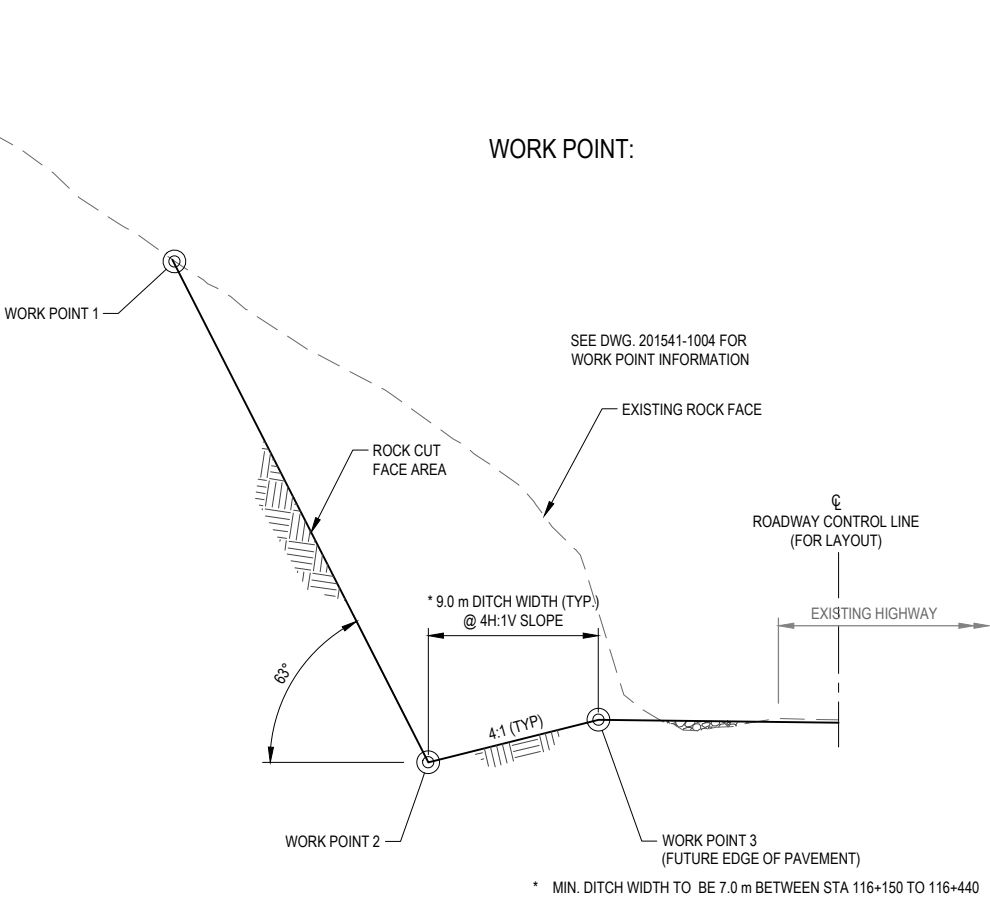 WORK POINT:
WORK POINT 1
SEE DWG. 201541-1004 FOR
WORK POINT INFORMATION
EXISTING ROCK FACE
ROCK CUT
FACE AREA
℄
ROADWAY CONTROL LINE
(FOR LAYOUT)
* 9.0 m DITCH WIDTH (TYP.)
@ 4H:1V SLOPE
EXISTING HIGHWAY
63°
4:1 (TYP)
WORK POINT 2
WORK POINT 3
(FUTURE EDGE OF PAVEMENT)
* MIN. DITCH WIDTH TO BE 7.0 m BETWEEN STA 116+150 TO 116+440